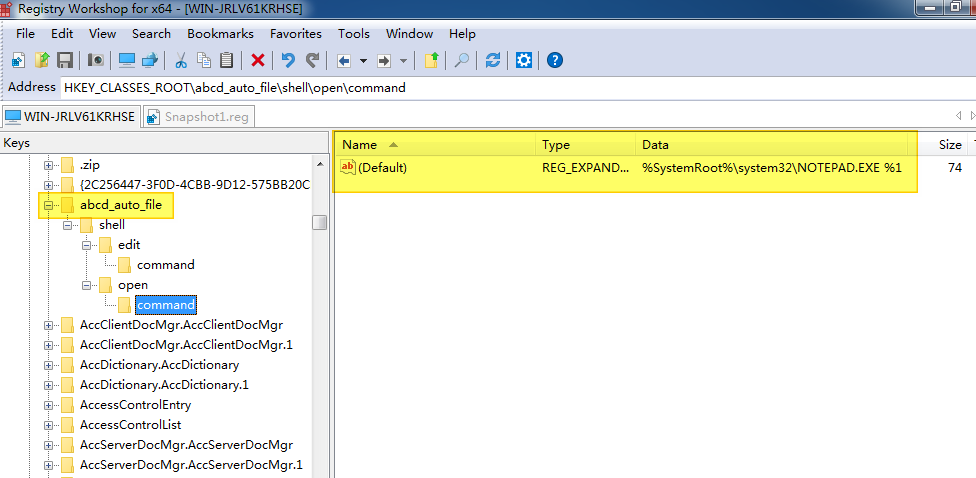 Registry Workshop for x64 - [WIN-JRLV61KRHSE]
File Edit View Search Bookmarks Favorites Tools Window Help
Address HKEY_CLASSES_ROOT\abcd_auto_file\shell\open\command
WIN-JRLV61KRHSE Snapshot1.reg
Keys
Name Type Data Size
.zip
ab (Default) REG_EXPAND... %SystemRoot%\system32\NOTEPAD.EXE %1 74
{2C256447-3F0D-4CBB-9D12-575BB20C
abcd_auto_file
shell
edit
command
open
command
AccClientDocMgr.AccClientDocMgr
AccClientDocMgr.AccClientDocMgr.1
AccDictionary.AccDictionary
AccDictionary.AccDictionary.1
AccessControlEntry
AccessControlList
AccServerDocMgr.AccServerDocMgr
AccServerDocMgr.AccServerDocMgr.1